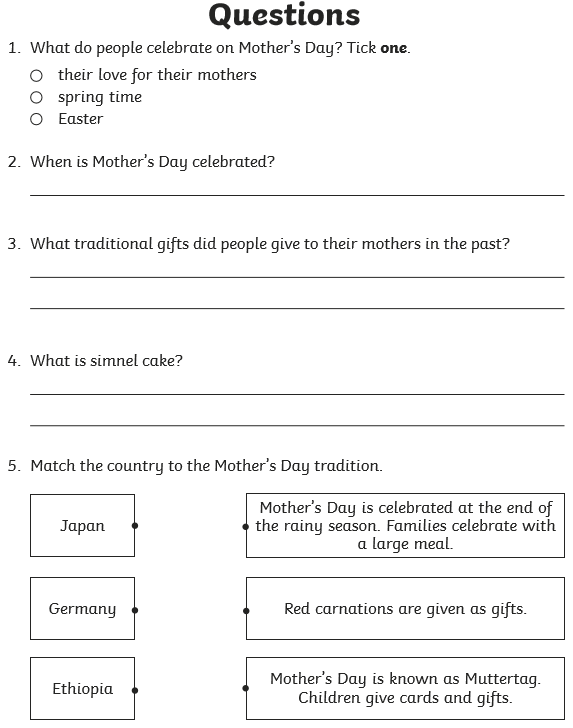 Questions
1. What do people celebrate on Mother's Day? Tick one.
their love for their mothers
spring time
Easter
2. When is Mother's Day celebrated?
3. What traditional gifts did people give to their mothers in the past?
4. What is simnel cake?
5. Match the country to the Mother's Day tradition.
Japan
Mother's Day is celebrated at the end of
the rainy season. Families celebrate with
a large meal.
Germany
Red carnations are given as gifts.
Ethiopia
Mother's Day is known as Muttertag.
Children give cards and gifts.